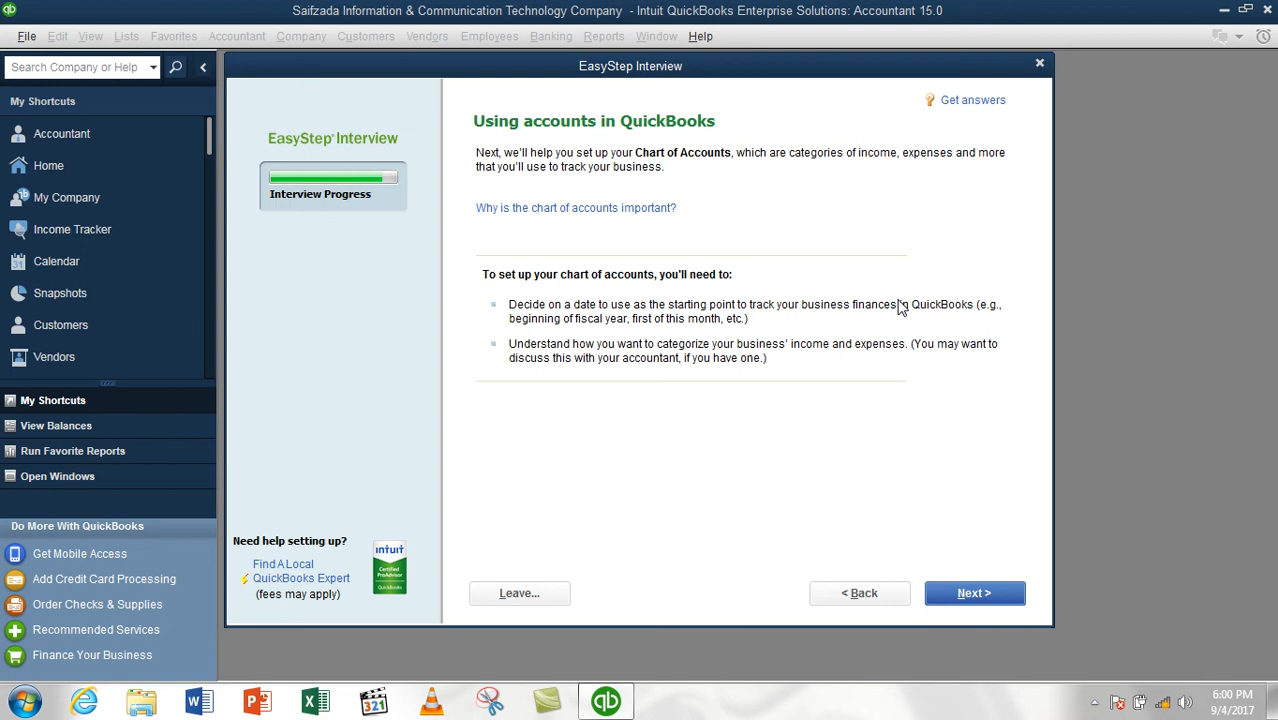 Saifzada Information & Communication Technology Company - Intuit QuickBooks Enterprise Solutions: Accountant 15.0
qb
File Edit View Lists Favorites Accountant Company Customers Vendors Employees Banking Reports Window Help
Search Company or Help
My Shortcuts
Accountant
Home
My Company
Income Tracker
Calendar
Snapshots
Customers
Vendors
My Shortcuts
View Balances
Run Favorite Reports
Open Windows
Do More With QuickBooks
Get Mobile Access
Add Credit Card Processing
Order Checks & Supplies
Recommended Services
Finance Your Business
EasyStep Interview
EasyStep Interview
Interview Progress
Need help setting up?
Find A Local
QuickBooks Expert
(fees may apply)
intuit
Certified
ProAdvisor
QuickBooks
? Get answers
Using accounts in QuickBooks
Next, we'll help you set up your Chart of Accounts, which are categories of income, expenses and more
that you'll use to track your business.
Why is the chart of accounts important?
To set up your chart of accounts, you'll need to:
Decide on a date to use as the starting point to track your business finances in QuickBooks (e.g.,
beginning of fiscal year, first of this month, etc.)
Understand how you want to categorize your business' income and expenses. (You may want to
discuss this with your accountant, if you have one.)
Leave... < Back Next >
321
qb
6:00 PM
9/4/2017